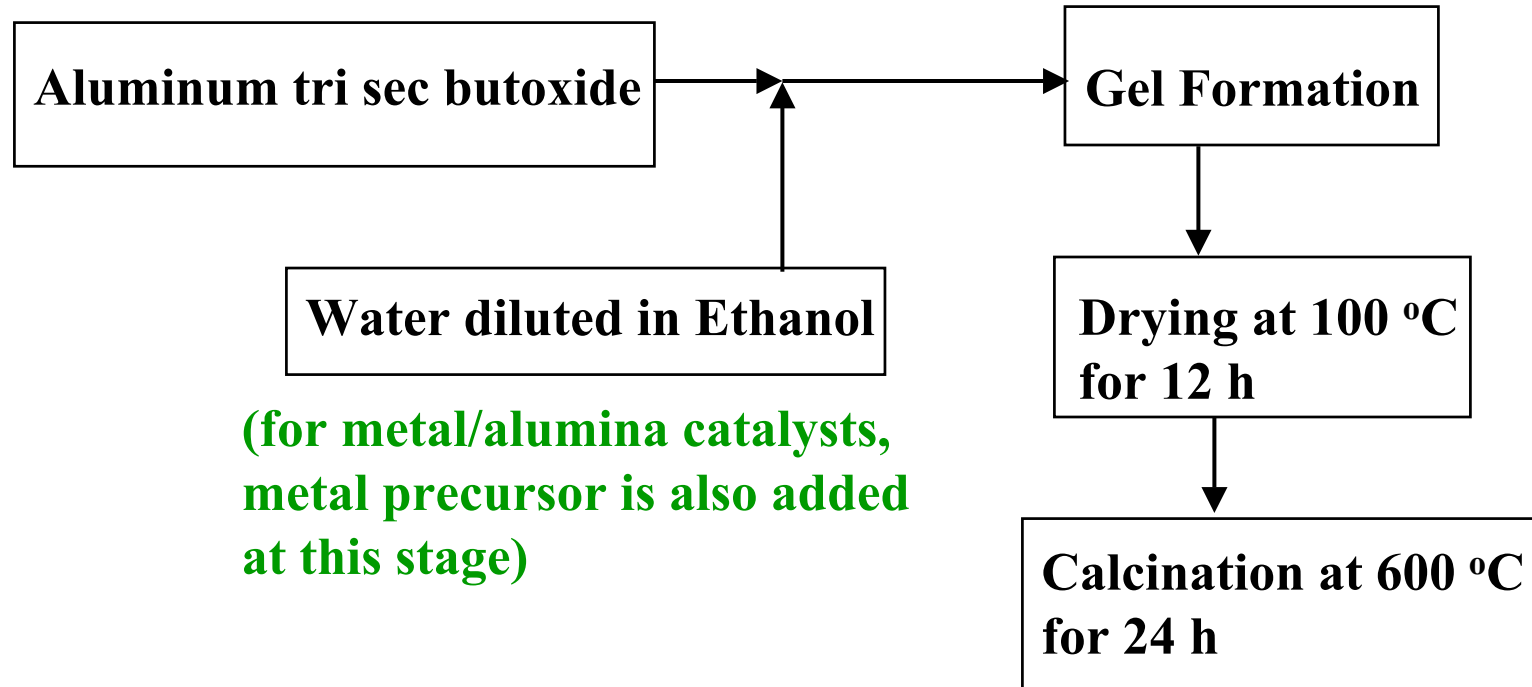 Aluminum tri sec butoxide
Gel Formation
Water diluted in Ethanol
(for metal/alumina catalysts,
metal precursor is also added
at this stage)
Drying at 100 ᵒC
for 12 h
Calcination at 600 ᵒC
for 24 h